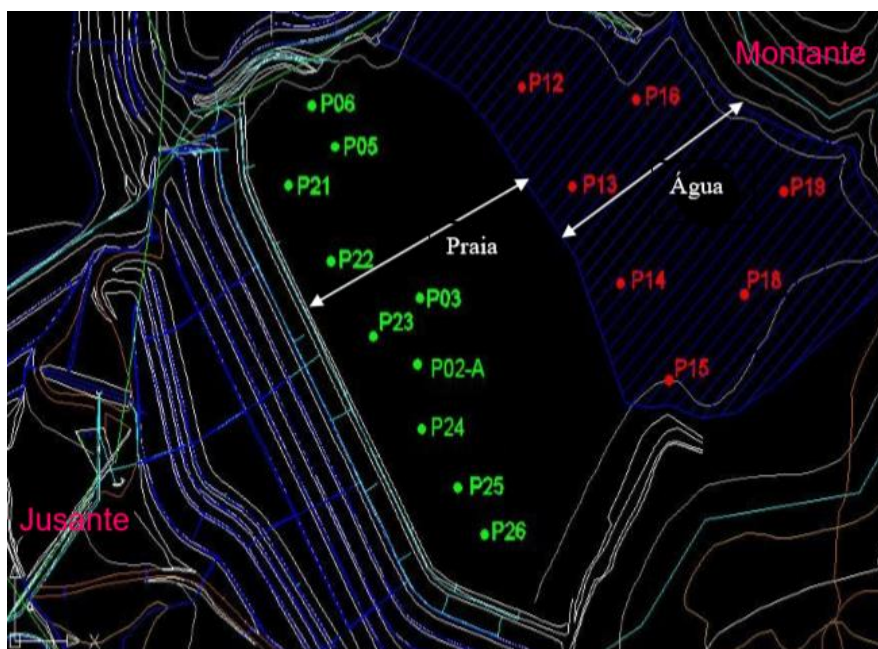 Montante
P12
P16
P06
P05
P21
P13
P19
Água
Praia
P22
P14
P18
P03
P23
P02-A
P15
P24
P25
Jusante
P26
X